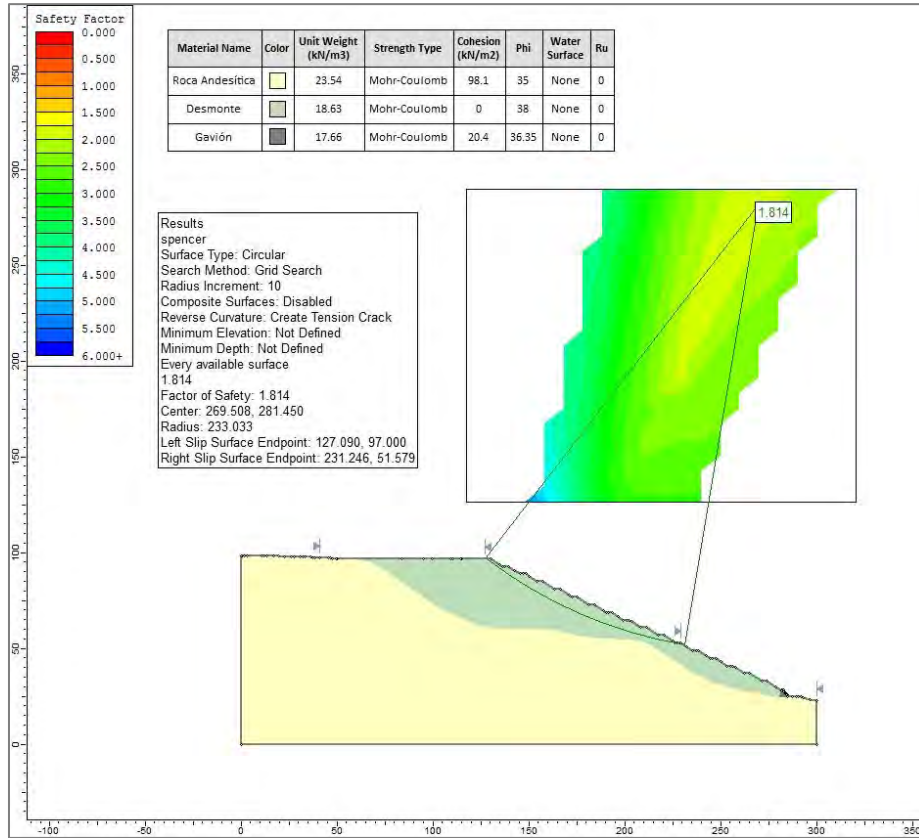 Safety Factor
0.000
0.500
1.000
1.500
2.000
2.500
3.000
3.500
4.000
4.500
5.000
5.500
6.000+
Material Name Color Unit Weight (kN/m3) Strength Type Cohesion (kN/m2) Phi Water Surface Ru
Roca Andesítica 23.54 Mohr-Coulomb 98.1 35 None 0
Desmonte 18.63 Mohr-Coulomb 0 38 None 0
Gavión 17.66 Mohr-Coulomb 20.4 36.35 None 0
1.814
Results
spencer
Surface Type: Circular
Search Method: Grid Search
Radius Increment: 10
Composite Surfaces: Disabled
Reverse Curvature: Create Tension Crack
Minimum Elevation: Not Defined
Minimum Depth: Not Defined
Every available surface
1.814
Factor of Safety: 1.814
Center: 269.508, 281.450
Radius: 233.033
Left Slip Surface Endpoint: 127.090, 97.000
Right Slip Surface Endpoint: 231.246, 51.579
350
300
250
200
150
100
50
0
-100 -50 0 50 100 150 200 250 300 350